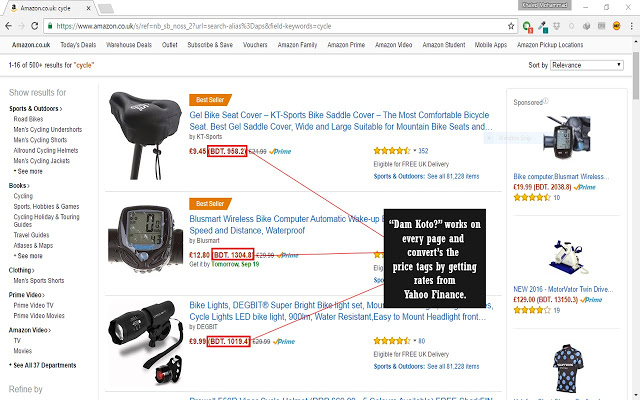 Amazon.co.uk: cycle
Khaled Mohammad
https://www.amazon.co.uk/s/ref=nb_sb_noss_2?url=search-alias%3Daps&field-keywords=cycle
Amazon.co.uk Today's Deals Warehouse Deals Outlet Subscribe & Save Vouchers Amazon Family Amazon Prime Amazon Video Amazon Student Mobile Apps Amazon Pickup Locations
1-16 of 500+ results for "cycle"
Sort by Relevance
Show results for
Sports & Outdoors
Road Bikes
Men's Cycling Undershorts
Men's Cycling Shorts
Allround Cycling Helmets
Men's Cycling Jackets
See more
Books
Cycling
Sports, Hobbies & Games
Cycling Holiday & Touring
Guides
Travel Guides
Atlases & Maps
See more
Clothing
Men's Sports Shorts
Prime Video
Prime Video TV
Prime Video Movies
Amazon Video
TV
Movies
See All 37 Departments
Refine by
Best Seller
Gel Bike Seat Cover – KT-Sports Bike Saddle Cover – The Most Comfortable Bicycle
Seat. Best Gel Saddle Cover, Wide and Large Suitable for Mountain Bike Seats and…
by KT-Sports
£9.45 (BDT. 958.2) £21.99 Prime
352
Eligible for FREE UK Delivery
Sports & Outdoors: See all 81,228 items
Best Seller
Blusmart Wireless Bike Computer Automatic Wake-up
Speed and Distance, Waterproof
by Blusmart
£12.80 (BDT. 1304.8) £29.99
Get it by Tomorrow, Sep 19
Bike Lights, DEGBIT® Super Bright Bike light set,
Cycle Lights LED bike light, 900lm, Water Resistant,Easy to Mount Headlight front…
by DEGBIT
£9.99 (BDT. 1019.4) £29.99 Prime
80
Eligible for FREE UK Delivery
Sports & Outdoors: See all 81,228 items
"Dam Koto?" works on
every page and
convert's the
price tags by getting
rates from
Yahoo Finance.
Sponsored
Bike computer,Blusmart Wireless…
£19.99 (BDT. 2038.8) Prime
10
NEW 2016 - MotorVator Twin Drive…
£129.00 (BDT. 13150.3) Prime
19